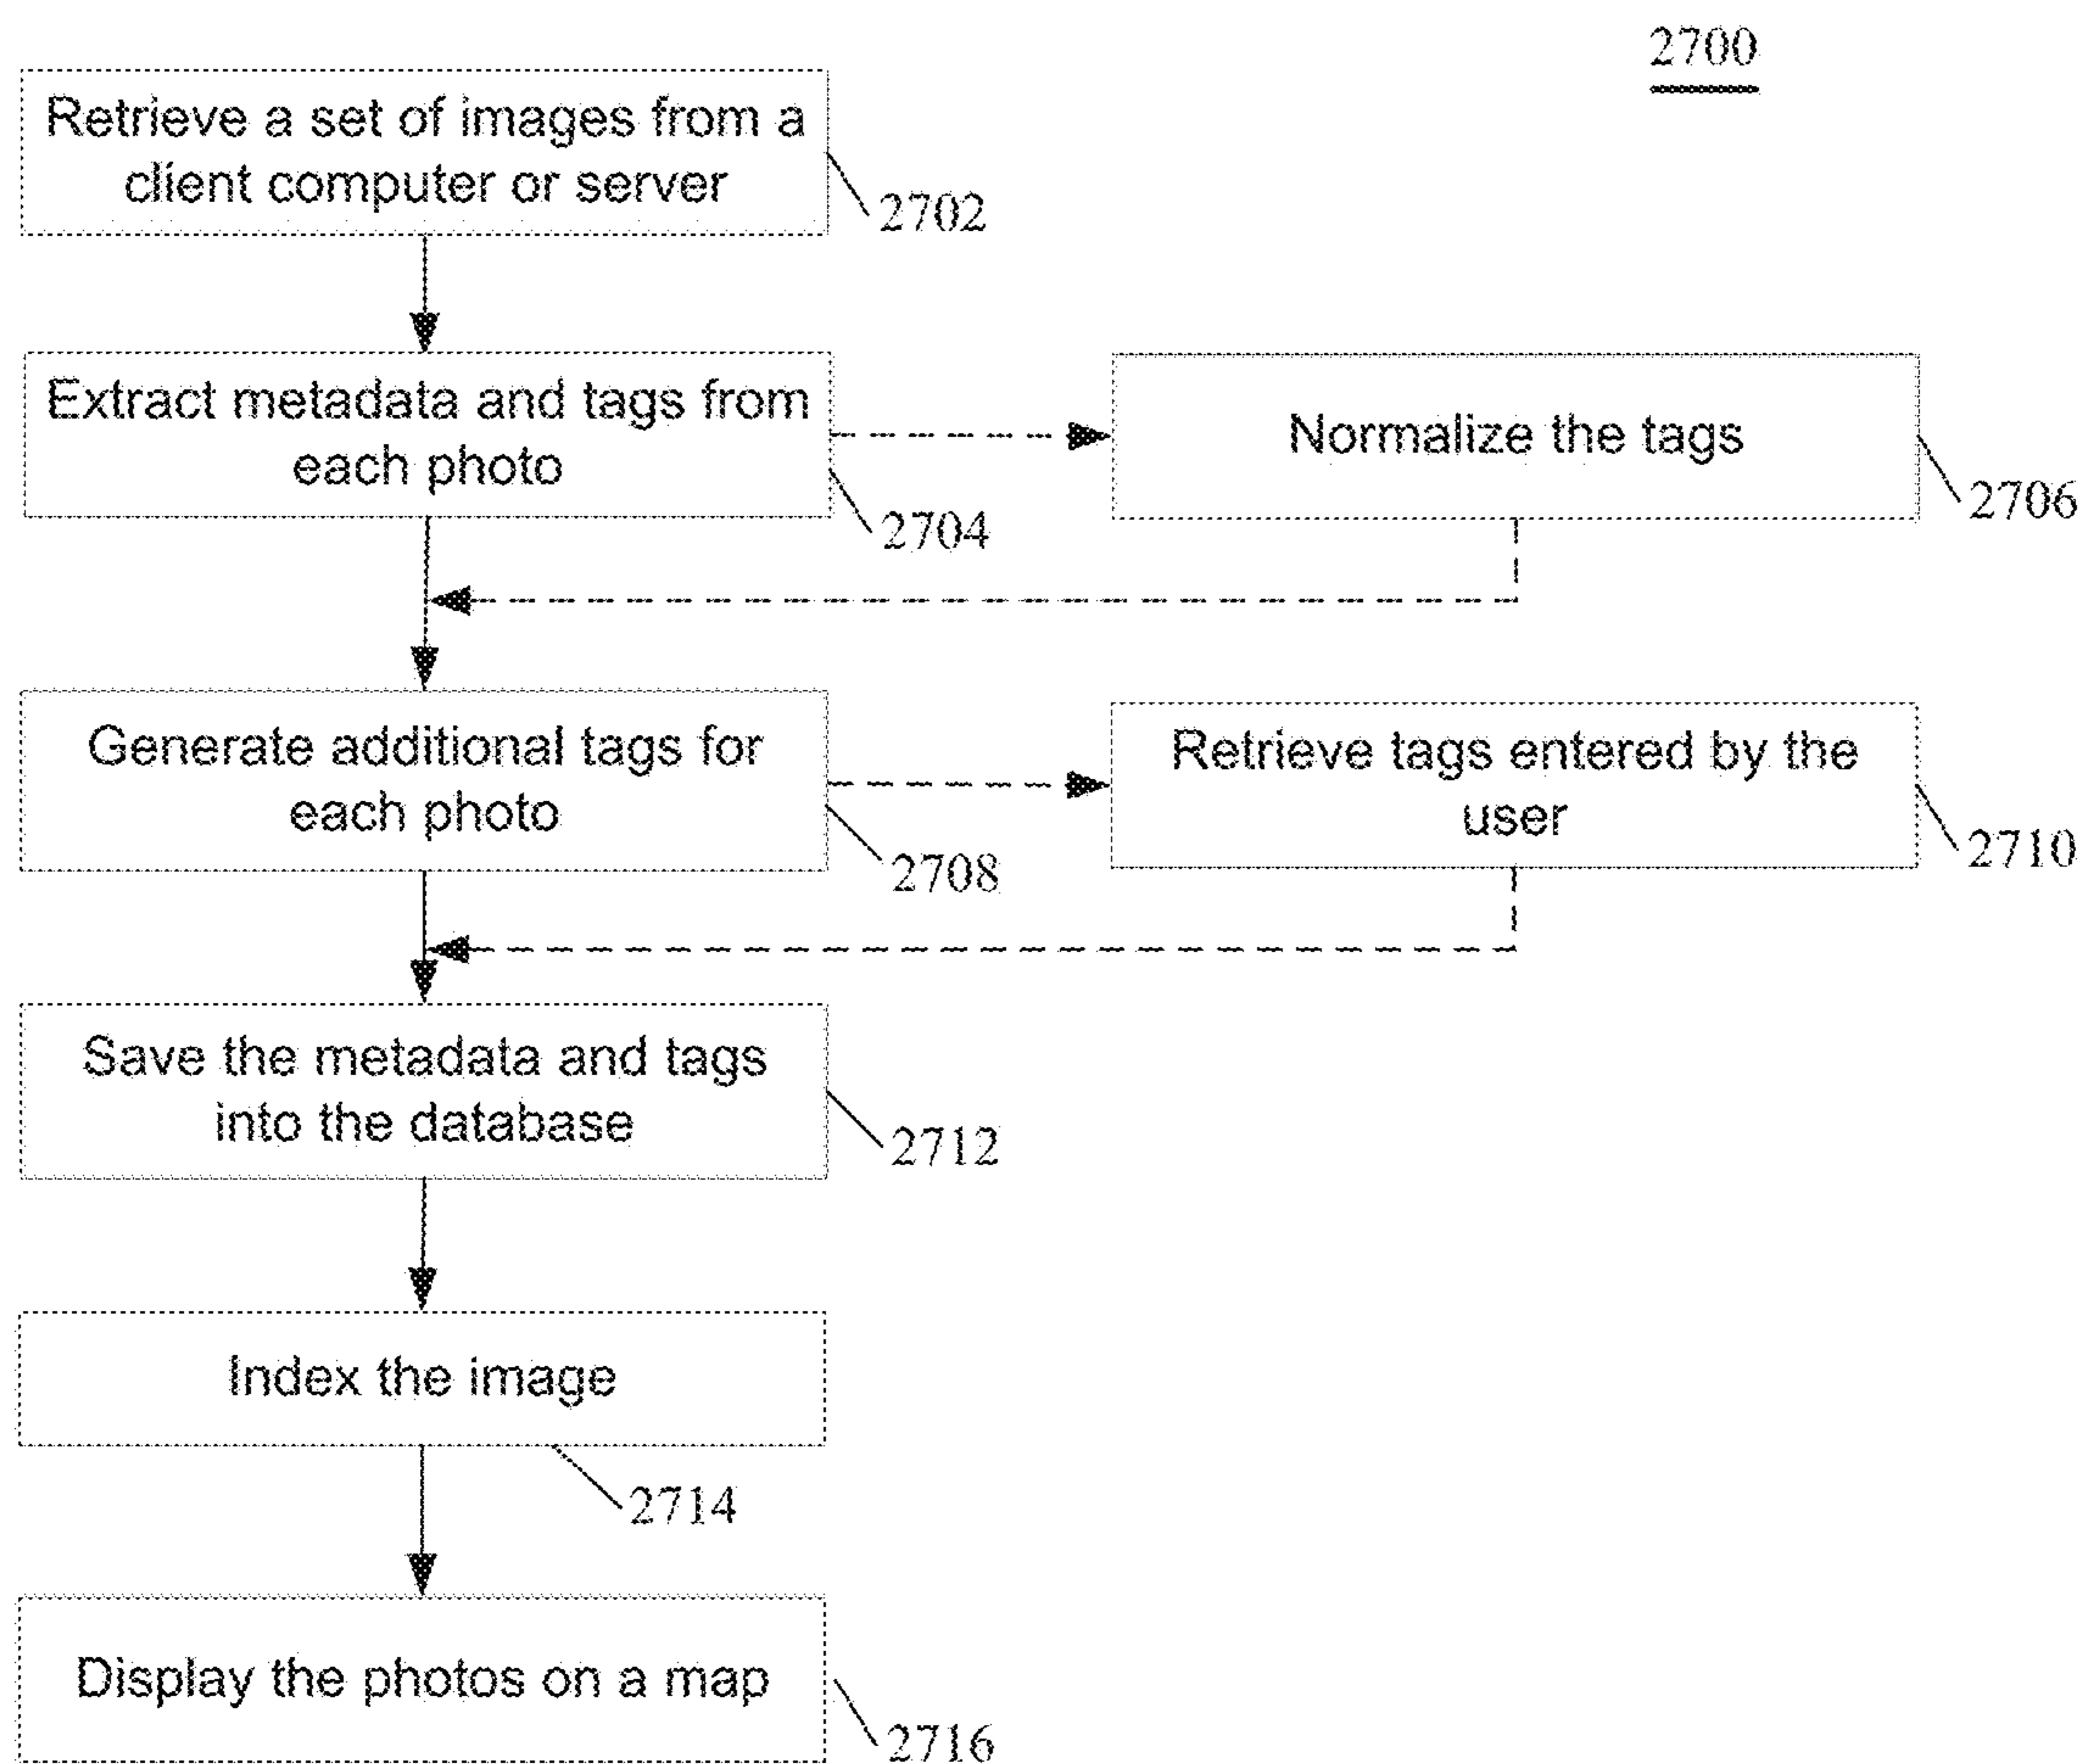 2700
Retrieve a set of images from a
client computer or server
2702
Extract metadata and tags from
each photo
2704
Normalize the tags
2706
Generate additional tags for
each photo
2708
Retrieve tags entered by the
user
2710
Save the metadata and tags
into the database
2712
Index the image
2714
Display the photos on a map
2716